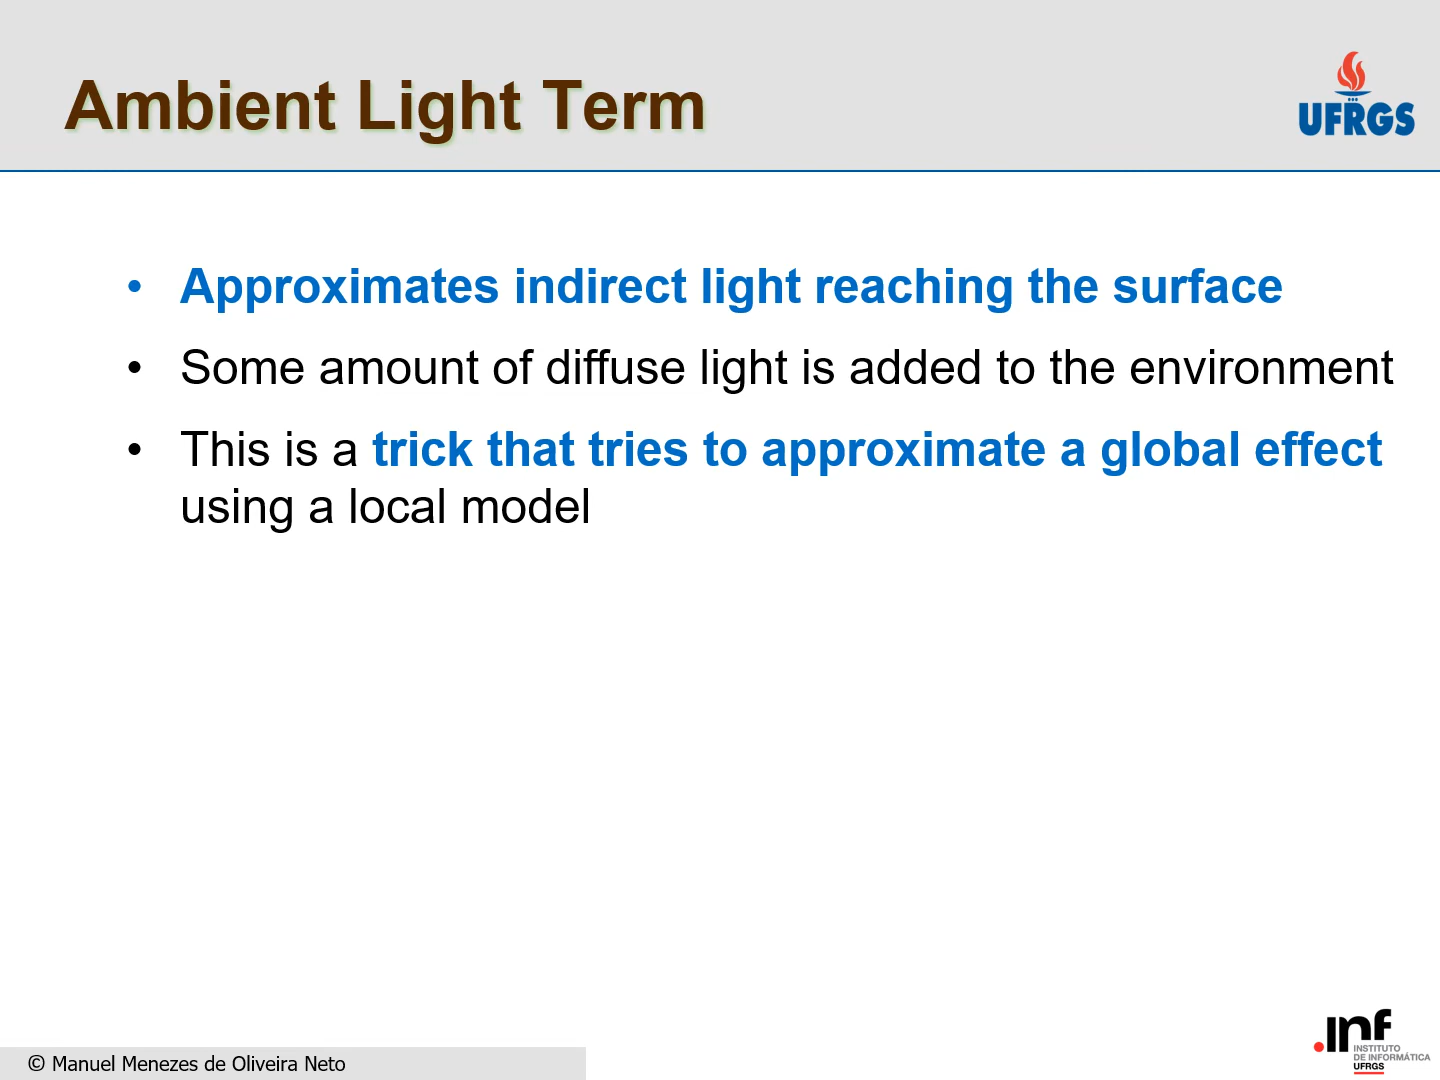 Ambient Light Term
UFRGS
• Approximates indirect light reaching the surface
• Some amount of diffuse light is added to the environment
• This is a trick that tries to approximate a global effect
using a local model
© Manuel Menezes de Oliveira Neto
.inf
INSTITUTO
DE INFORMÁTICA
UFRGS